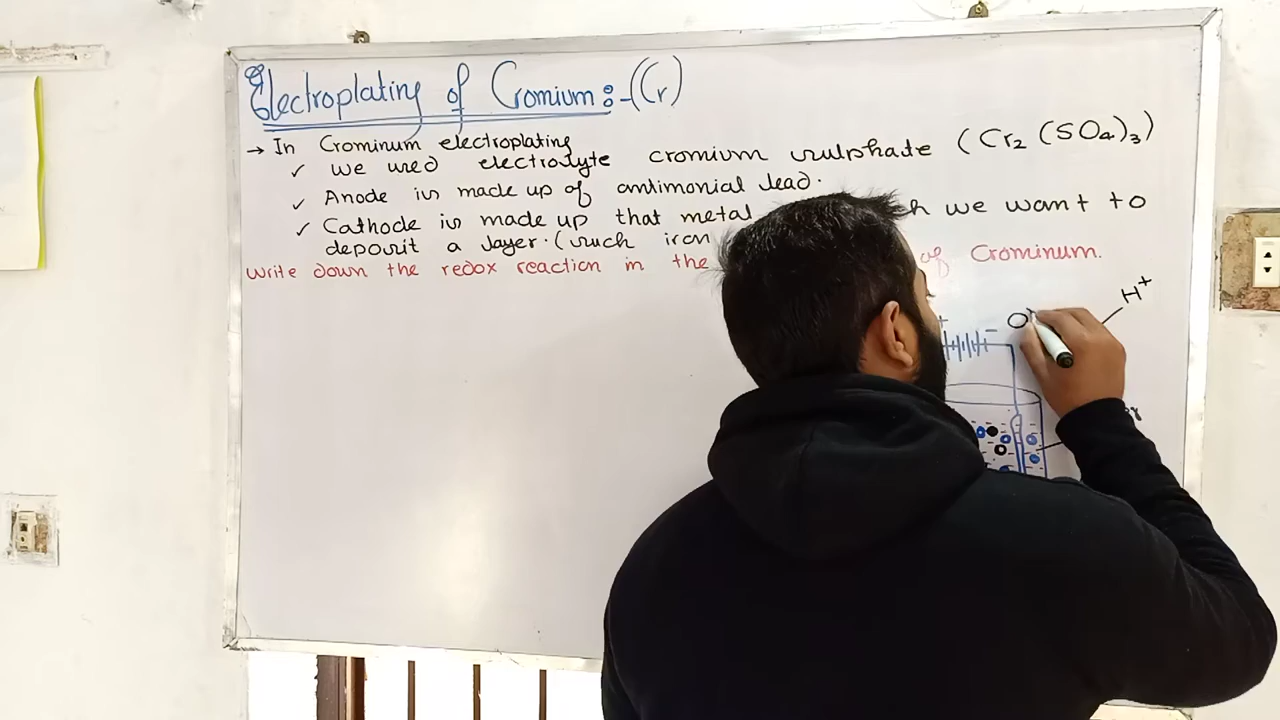 Electroplating of Cromium:-(Cr)
→ In Crominum electroplating
✓ we used electrolyte cromium sulphate (Cr2 (SO4)3)
✓ Anode is made up of antimonial lead.
✓ Cathode is made up that metal we want to
deposit a layer. (such iron
write down the redox reaction in the of Crominum.
H+
+
-
O